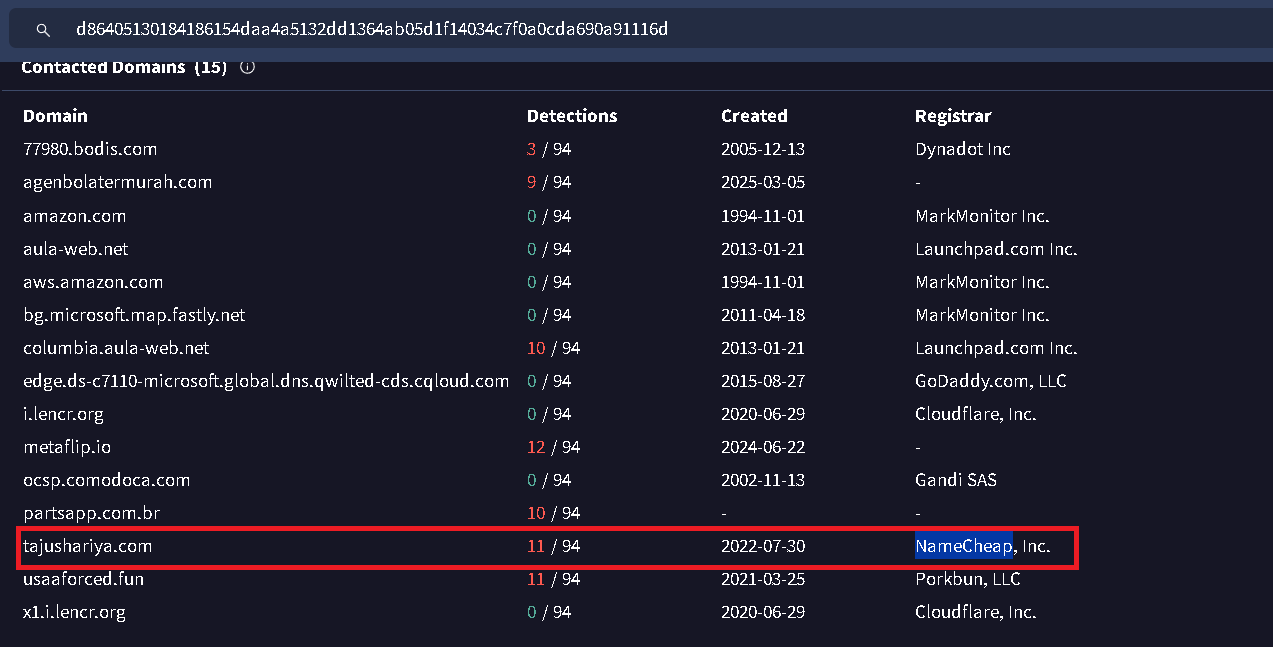 d86405130184186154daa4a5132dd1364ab05d1f14034c7f0a0cda690a91116d
Contacted Domains (15)
Domain Detections Created Registrar
77980.bodis.com 3 / 94 2005-12-13 Dynadot Inc
agenbolatermurah.com 9 / 94 2025-03-05 -
amazon.com 0 / 94 1994-11-01 MarkMonitor Inc.
aula-web.net 0 / 94 2013-01-21 Launchpad.com Inc.
aws.amazon.com 0 / 94 1994-11-01 MarkMonitor Inc.
bg.microsoft.map.fastly.net 0 / 94 2011-04-18 MarkMonitor Inc.
columbia.aula-web.net 10 / 94 2013-01-21 Launchpad.com Inc.
edge.ds-c7110-microsoft.global.dns.qwilted-cds.cqloud.com 0 / 94 2015-08-27 GoDaddy.com, LLC
i.lencr.org 0 / 94 2020-06-29 Cloudflare, Inc.
metaflip.io 12 / 94 2024-06-22 -
ocsp.comodoca.com 0 / 94 2002-11-13 Gandi SAS
partsapp.com.br 10 / 94 - -
tajushariya.com 11 / 94 2022-07-30 NameCheap, Inc.
usaaforced.fun 11 / 94 2021-03-25 Porkbun, LLC
x1.i.lencr.org 0 / 94 2020-06-29 Cloudflare, Inc.